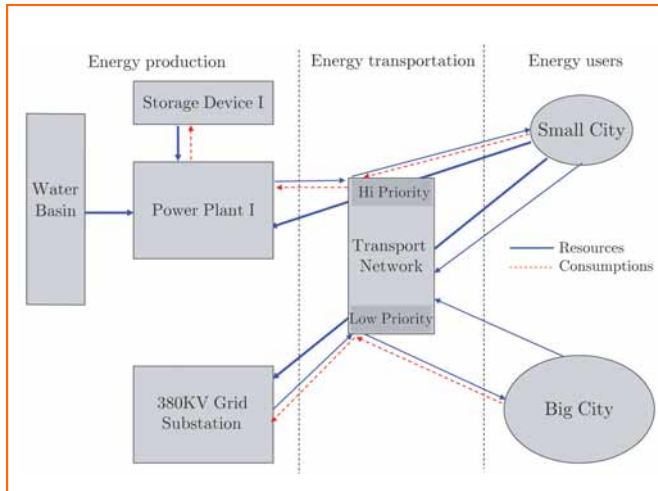 Energy production
Energy transportation
Energy users
Storage Device I
Small City
Water
Basin
Power Plant I
Hi Priority
Transport
Network
Low Priority
Resources
Consumptions
380KV Grid
Substation
Big City